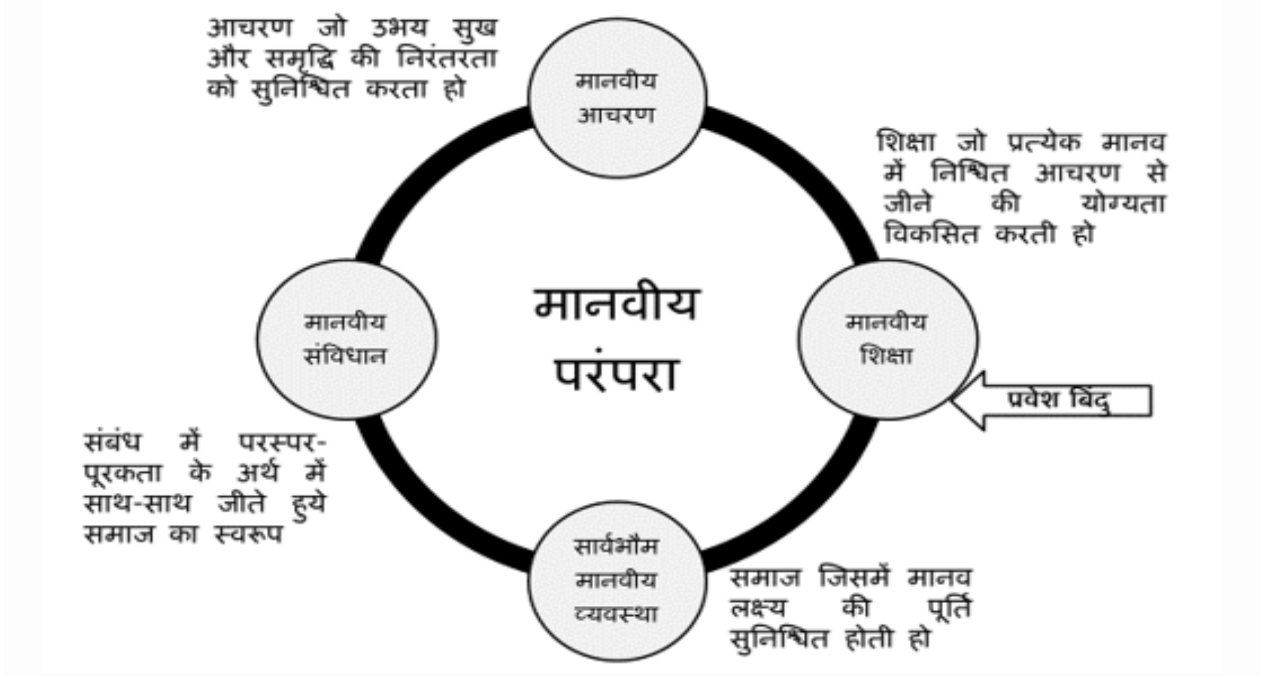 आचरण जो उभय सुख
और समृद्धि की निरंतरता
को सुनिश्चित करता हो
मानवीय
आचरण
शिक्षा जो प्रत्येक मानव
में निश्चित आचरण से
जीने की योग्यता
विकसित करती हो
मानवीय
संविधान
मानवीय
परंपरा
मानवीय
शिक्षा
प्रवेश बिंदु
संबंध में परस्पर-
पूरकता के अर्थ में
साथ-साथ जीते हुये
समाज का स्वरूप
सार्वभौम
मानवीय
व्यवस्था
समाज जिसमें मानव
लक्ष्य की पूर्ति
सुनिश्चित होती हो